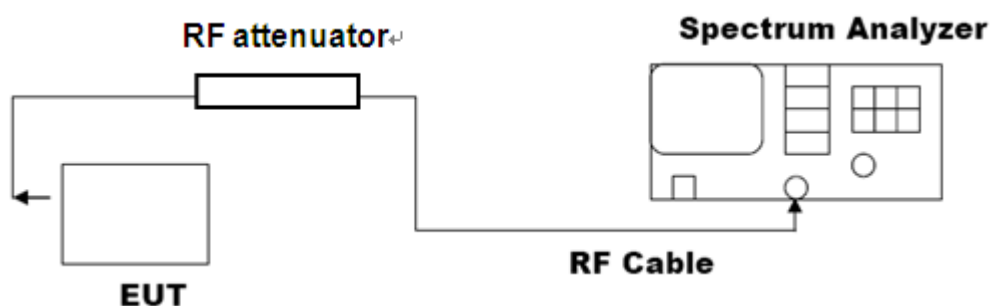 RF attenuator↵
Spectrum Analyzer
RF Cable
EUT